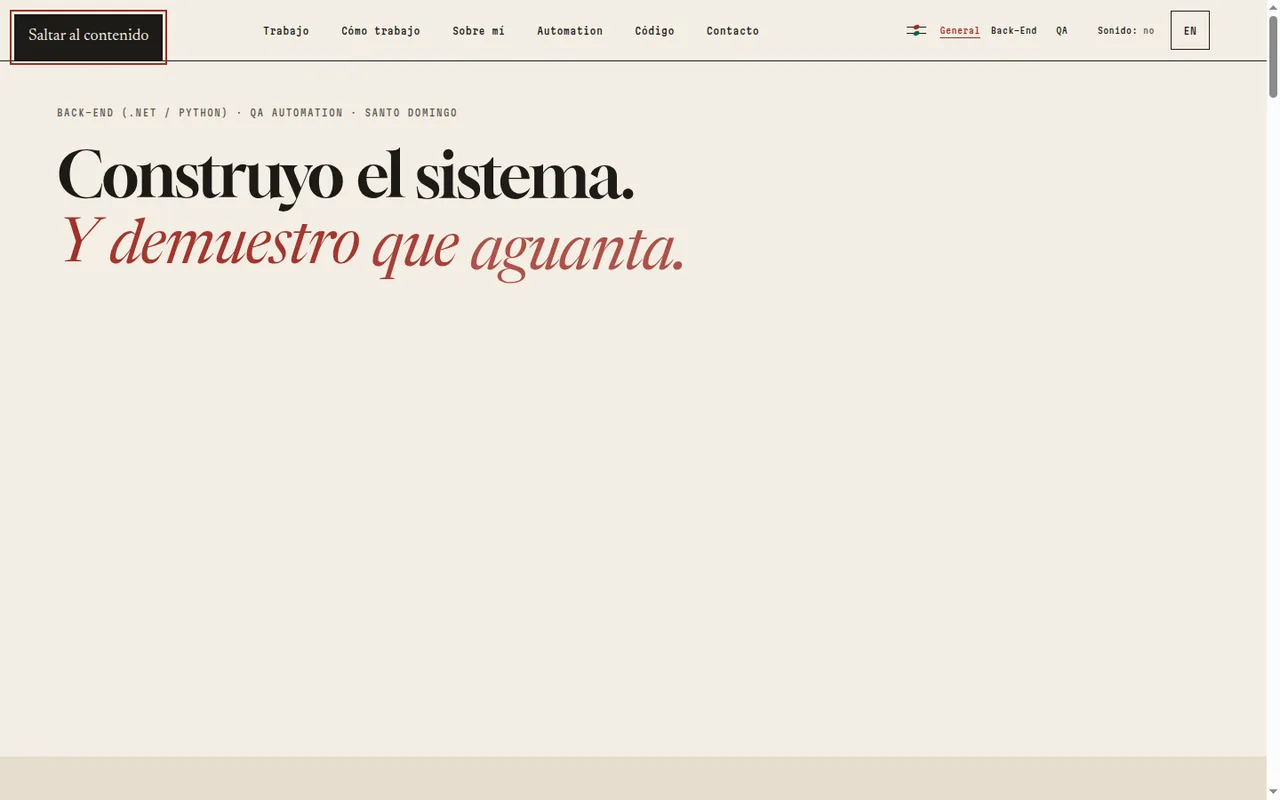 Saltar al contenido
Trabajo Cómo trabajo Sobre mí Automation Código Contacto
General Back-End QA Sonido: no EN
BACK-END (.NET / PYTHON) · QA AUTOMATION · SANTO DOMINGO
Construyo el sistema.
Y demuestro que aguanta.